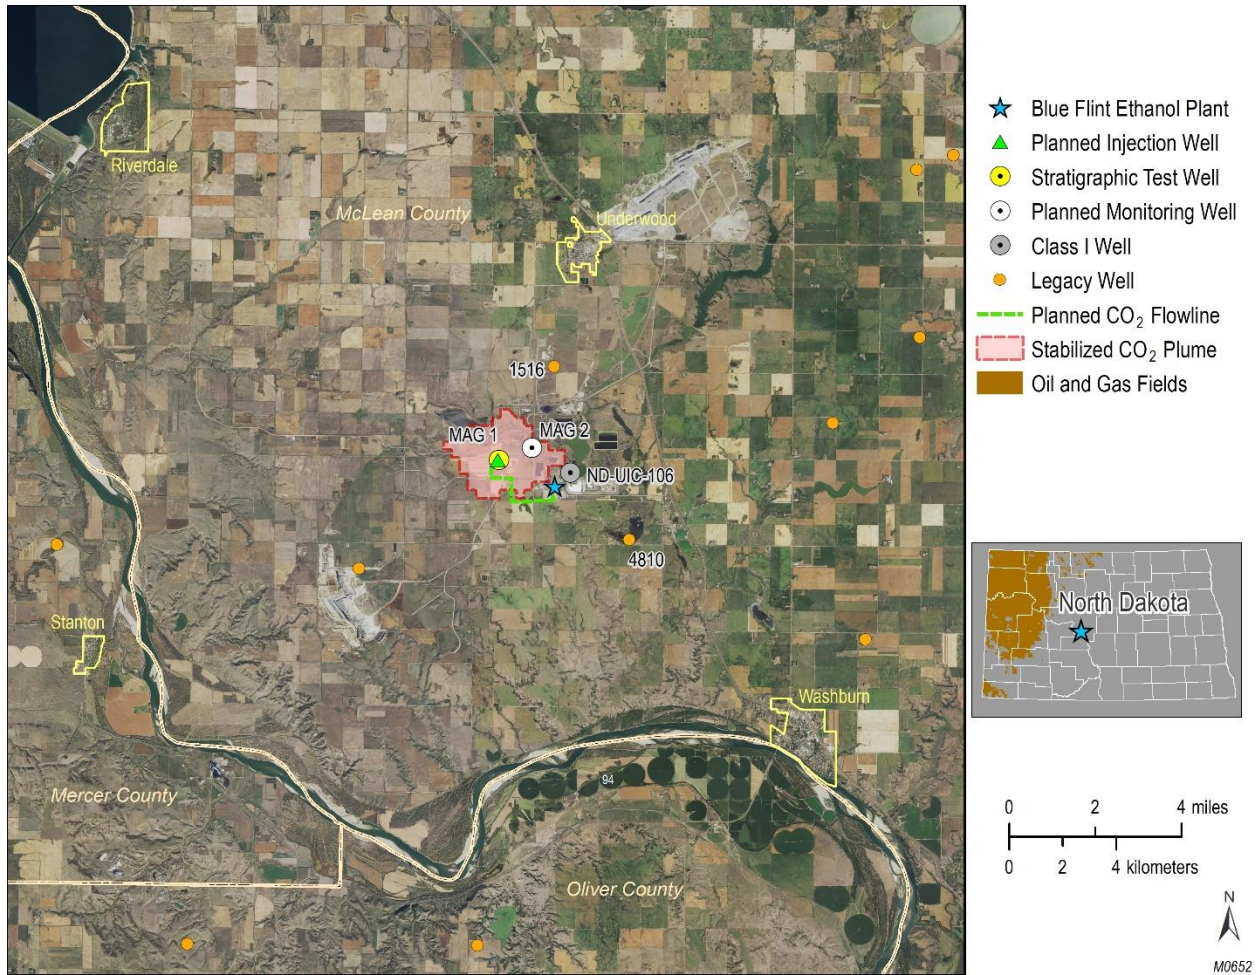 Riverdale
McLean County
Underwood
1516
MAG 1
MAG 2
ND-UIC-106
4810
Stanton
Washburn
94
Mercer County
Oliver County
Blue Flint Ethanol Plant
Planned Injection Well
Stratigraphic Test Well
Planned Monitoring Well
Class I Well
Legacy Well
Planned CO₂ Flowline
Stabilized CO₂ Plume
Oil and Gas Fields
North Dakota
0 2 4 miles
0 2 4 kilometers
N
M0652